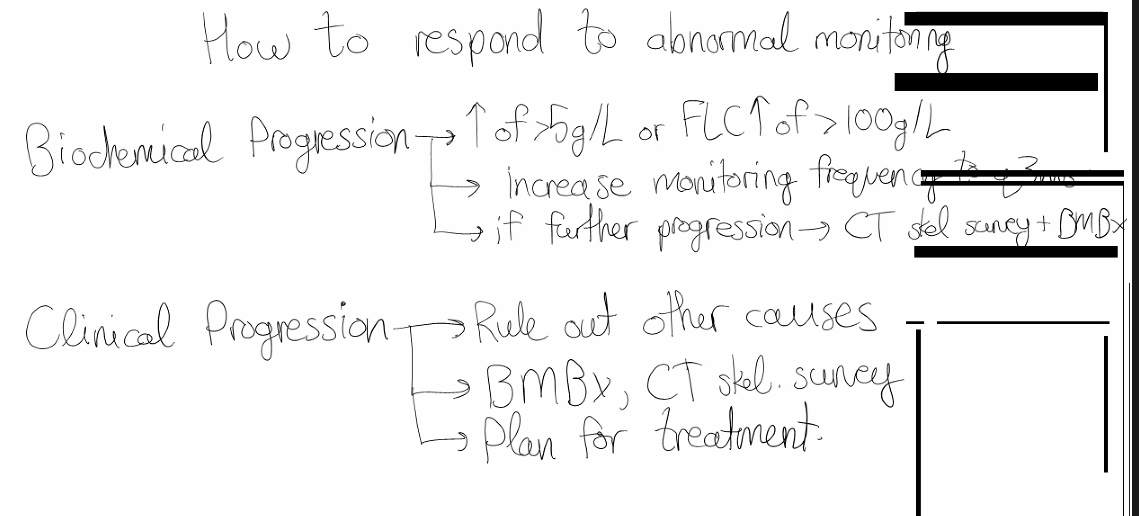 How to respond to abnormal monitoring
Biochemical Progression → ↑ of >5g/L or FLC↑ of >100g/L
→ increase monitoring frequency to q3mo
→ if further progression → CT skel survey + BMBx
Clinical Progression → Rule out other causes
→ BMBx, CT skel. survey
→ Plan for treatment.